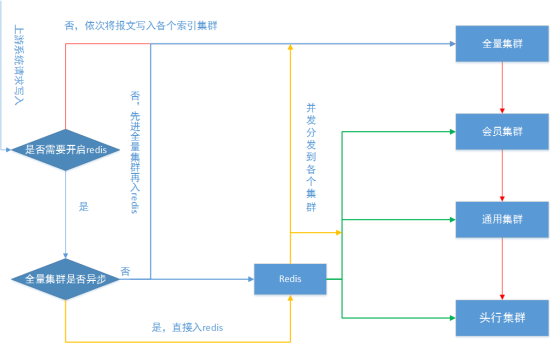 否，依次将报文写入各个索引集群
上游系统请求写入
全量集群
否，先进全量集群再入redis
并发分发到各个集群
会员集群
是否需要开启redis
是
通用集群
全量集群是否异步
否
Redis
头行集群
是，直接入redis